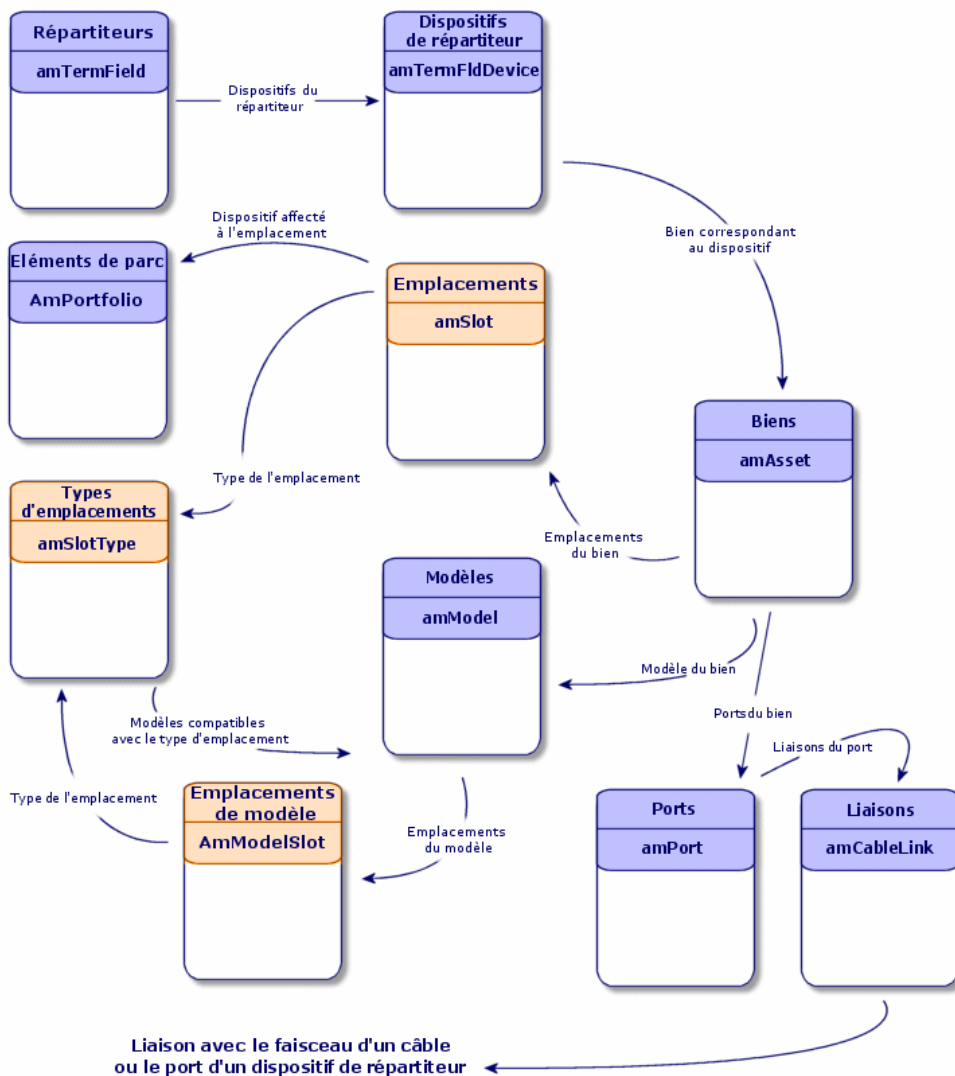 Répartiteurs
amTermField
Dispositifs du
répartiteur
Dispositifs
de répartiteur
amTermFldDevice
Dispositif affecté
à l'emplacement
Bien correspondant
au dispositif
Eléments de parc
AmPortfolio
Emplacements
amSlot
Biens
amAsset
Type de l'emplacement
Types
d'emplacements
amSlotType
Emplacements
du bien
Modèles
amModel
Modèle du bien
Modèles compatibles
avec le type d'emplacement
Portsdu bien
Liaisons du port
Type de l'emplacement
Emplacements
de modèle
AmModelSlot
Emplacements
du modèle
Ports
amPort
Liaisons
amCableLink
Liaison avec le faisceau d'un câble
ou le port d'un dispositif de répartiteur